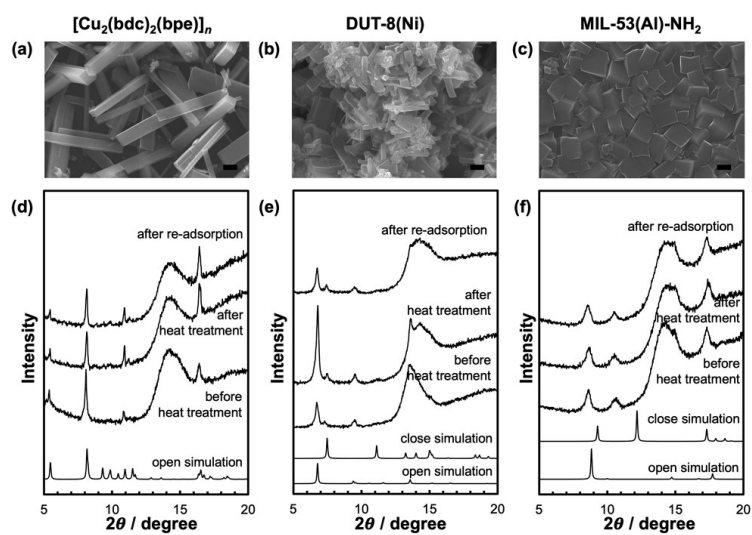 [Cu₂(bdc)₂(bpe)]ₙ
DUT-8(Ni)
MIL-53(Al)-NH₂
(a)
(b)
(c)
(d)
after re-adsorption
after
heat treatment
before
heat treatment
open simulation
Intensity
5
10
15
20
2θ / degree
(e)
after re-adsorption
after
heat treatment
before
heat treatment
close simulation
open simulation
Intensity
5
10
15
20
2θ / degree
(f)
after re-adsorption
after
heat treatment
before
heat treatment
close simulation
open simulation
Intensity
5
10
15
20
2θ / degree